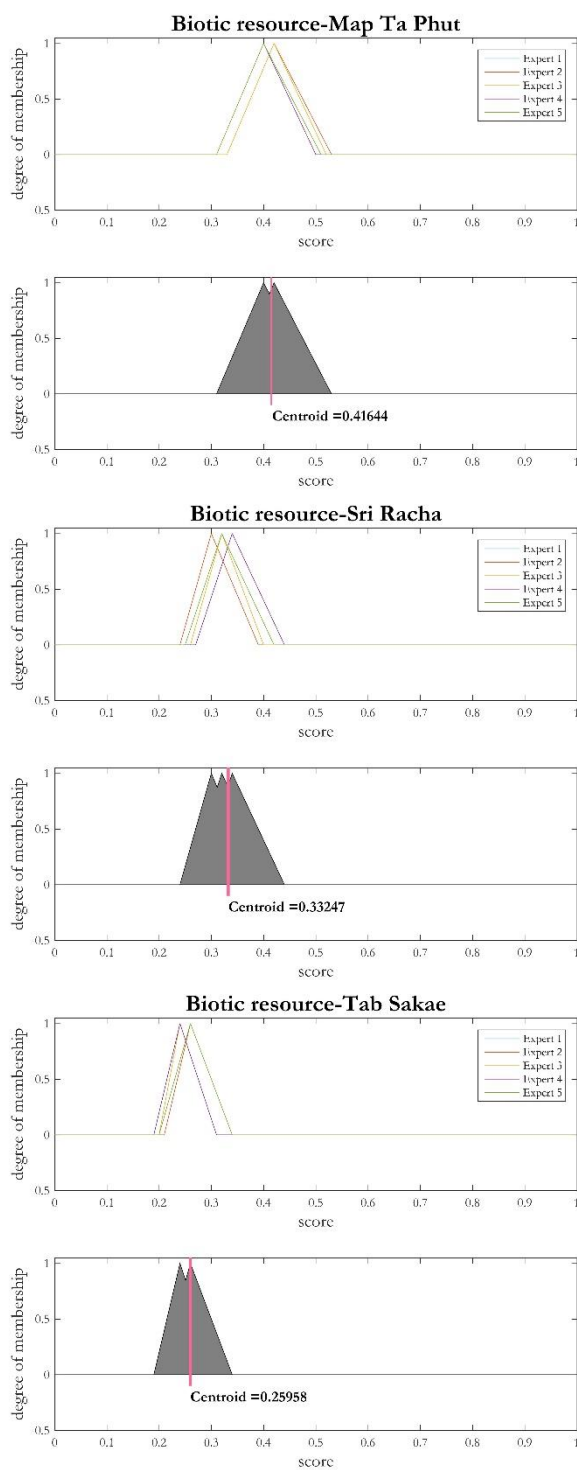 Biotic resource-Map Ta Phut
degree of membership
1
0.5
0
0.5
Expert 1
Expert 2
Expert 3
Expert 4
Expert 5
0 0.1 0.2 0.3 0.4 0.5 0.6 0.7 0.8 0.9 1
score
degree of membership
1
0.5
0
0.5
Centroid =0.41644
0 0.1 0.2 0.3 0.4 0.5 0.6 0.7 0.8 0.9 1
score
Biotic resource-Sri Racha
degree of membership
1
0.5
0
0.5
Expert 1
Expert 2
Expert 3
Expert 4
Expert 5
0 0.1 0.2 0.3 0.4 0.5 0.6 0.7 0.8 0.9 1
score
degree of membership
1
0.5
0
0.5
Centroid =0.33247
0 0.1 0.2 0.3 0.4 0.5 0.6 0.7 0.8 0.9 1
score
Biotic resource-Tab Sakae
degree of membership
1
0.5
0
0.5
Expert 1
Expert 2
Expert 3
Expert 4
Expert 5
0 0.1 0.2 0.3 0.4 0.5 0.6 0.7 0.8 0.9 1
score
degree of membership
1
0.5
0
0.5
Centroid =0.25958
0 0.1 0.2 0.3 0.4 0.5 0.6 0.7 0.8 0.9 1
score